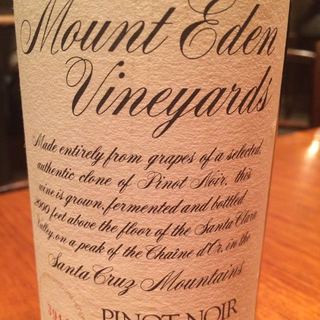 Mount Eden
Vineyards
Made entirely from grapes of a selected,
authentic clone of Pinot Noir, this
wine is grown, fermented and bottled
2000 feet above the floor of the Santa Clara
Valley, on a peak of the Chaîne d'Or, in the
Santa Cruz Mountains
PINOT NOIR